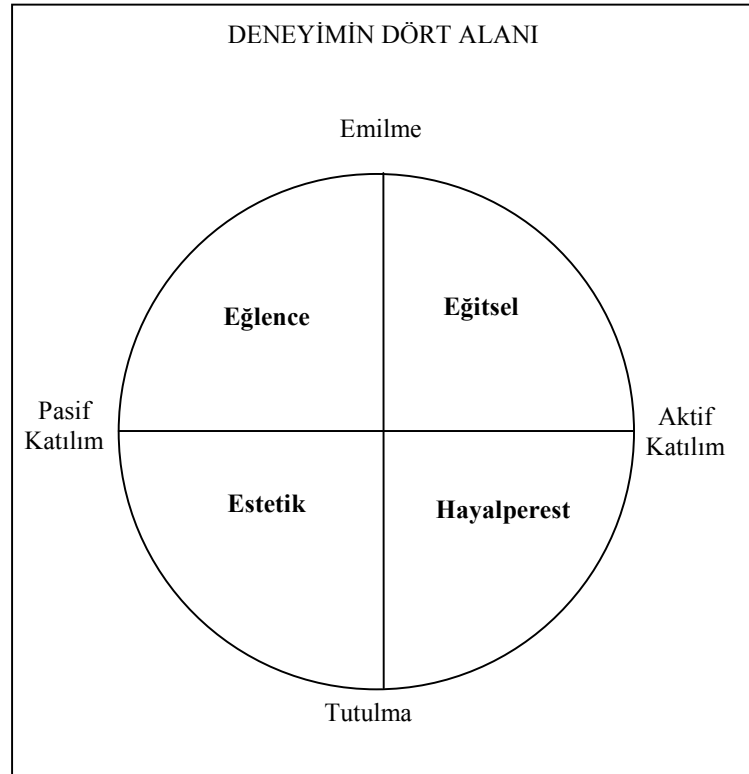 DENEYİMİN DÖRT ALANI
Emilme
Eğlence
Eğitsel
Pasif
Katılım
Aktif
Katılım
Estetik
Hayalperest
Tutulma